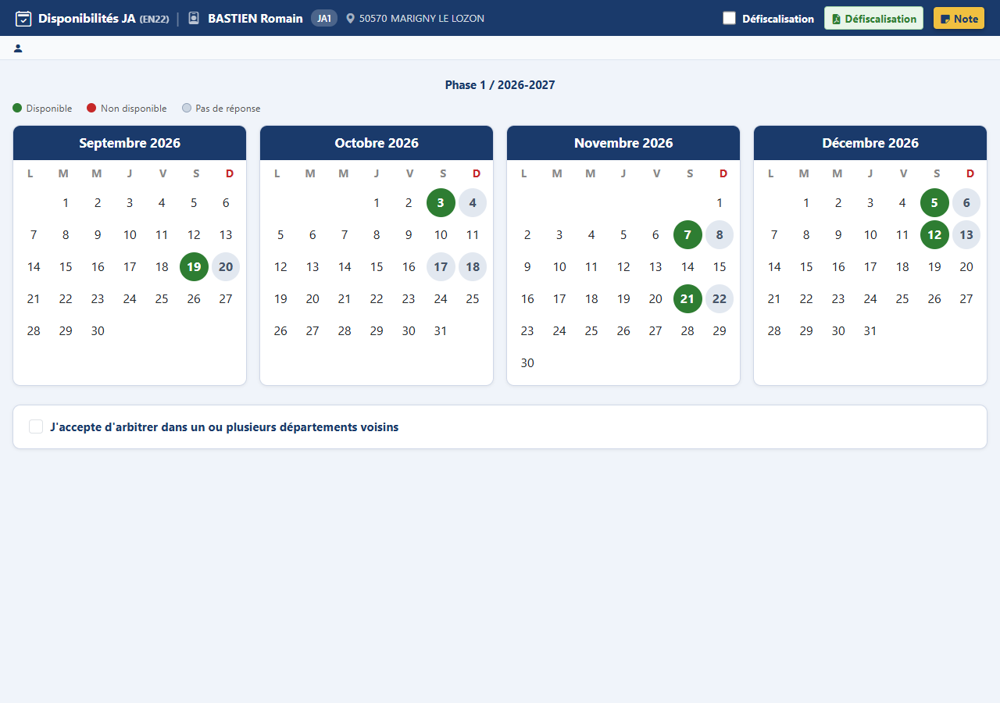 Disponibilités JA (EN22) | BASTIEN Romain JA1 50570 MARIGNY LE LOZON Défiscalisation Défiscalisation Note
Phase 1 / 2026-2027
Disponible Non disponible Pas de réponse
Septembre 2026
L M M J V S D
1 2 3 4 5 6
7 8 9 10 11 12 13
14 15 16 17 18 19 20
21 22 23 24 25 26 27
28 29 30
Octobre 2026
L M M J V S D
1 2 3 4
5 6 7 8 9 10 11
12 13 14 15 16 17 18
19 20 21 22 23 24 25
26 27 28 29 30 31
Novembre 2026
L M M J V S D
1
2 3 4 5 6 7 8
9 10 11 12 13 14 15
16 17 18 19 20 21 22
23 24 25 26 27 28 29
30
Décembre 2026
L M M J V S D
1 2 3 4 5 6
7 8 9 10 11 12 13
14 15 16 17 18 19 20
21 22 23 24 25 26 27
28 29 30 31
J'accepte d'arbitrer dans un ou plusieurs départements voisins